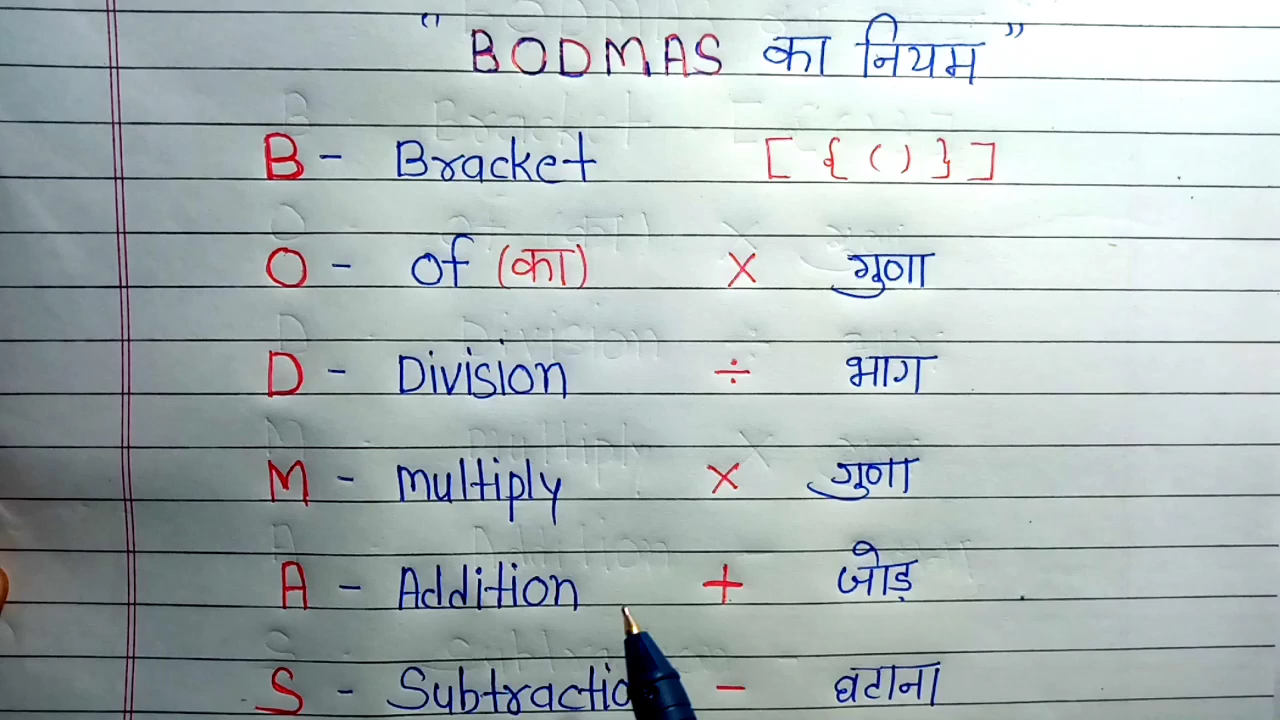 " BODMAS का नियम "
B - Bracket [ { ( ) } ]
O - of (का) × गुणा
D - Division ÷ भाग
M - Multiply × गुणा
A - Addition + जोड़
S - Subtractio - घटाना